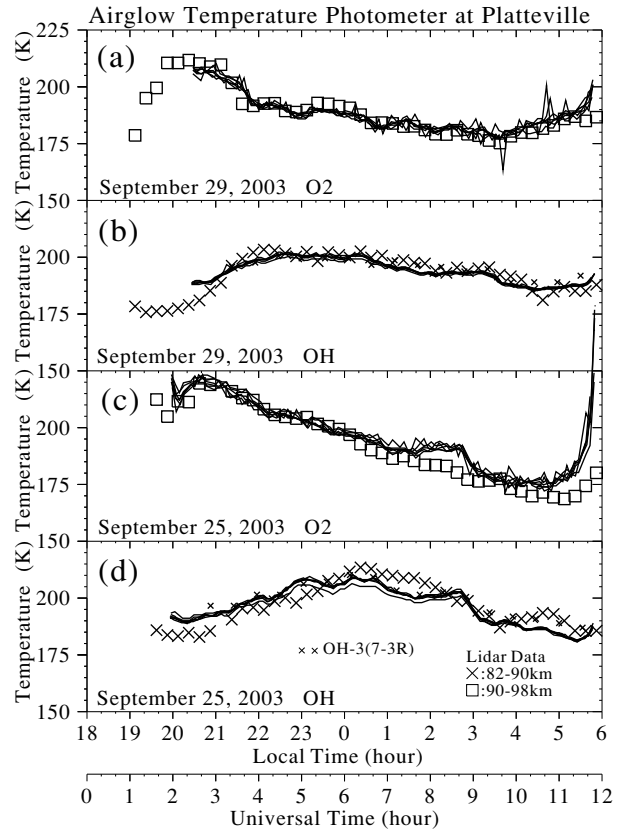 Airglow Temperature Photometer at Platteville
225
200
175
150
Temperature (K)
(a)
September 29, 2003 O2
200
175
150
Temperature (K)
(b)
September 29, 2003 OH
200
175
150
Temperature (K)
(c)
September 25, 2003 O2
200
175
150
Temperature (K)
(d)
×× OH-3(7-3R)
Lidar Data
×:82-90km
□:90-98km
September 25, 2003 OH
18 19 20 21 22 23 0 1 2 3 4 5 6
Local Time (hour)
0 1 2 3 4 5 6 7 8 9 10 11 12
Universal Time (hour)